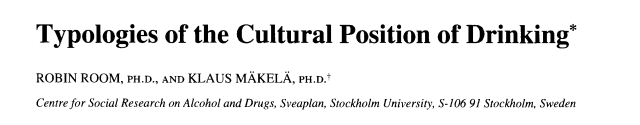 Typologies of the Cultural Position of Drinking*
ROBIN ROOM, PH.D., AND KLAUS MÄKELÄ, PH.D.†
Centre for Social Research on Alcohol and Drugs, Sveaplan, Stockholm University, S-106 91 Stockholm, Sweden